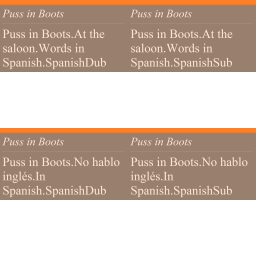 Puss in Boots
Puss in Boots.At the
saloon.Words in
Spanish.SpanishDub
Puss in Boots
Puss in Boots.At the
saloon.Words in
Spanish.SpanishSub
Puss in Boots
Puss in Boots.No hablo
inglés.In
Spanish.SpanishDub
Puss in Boots
Puss in Boots.No hablo
inglés.In
Spanish.SpanishSub